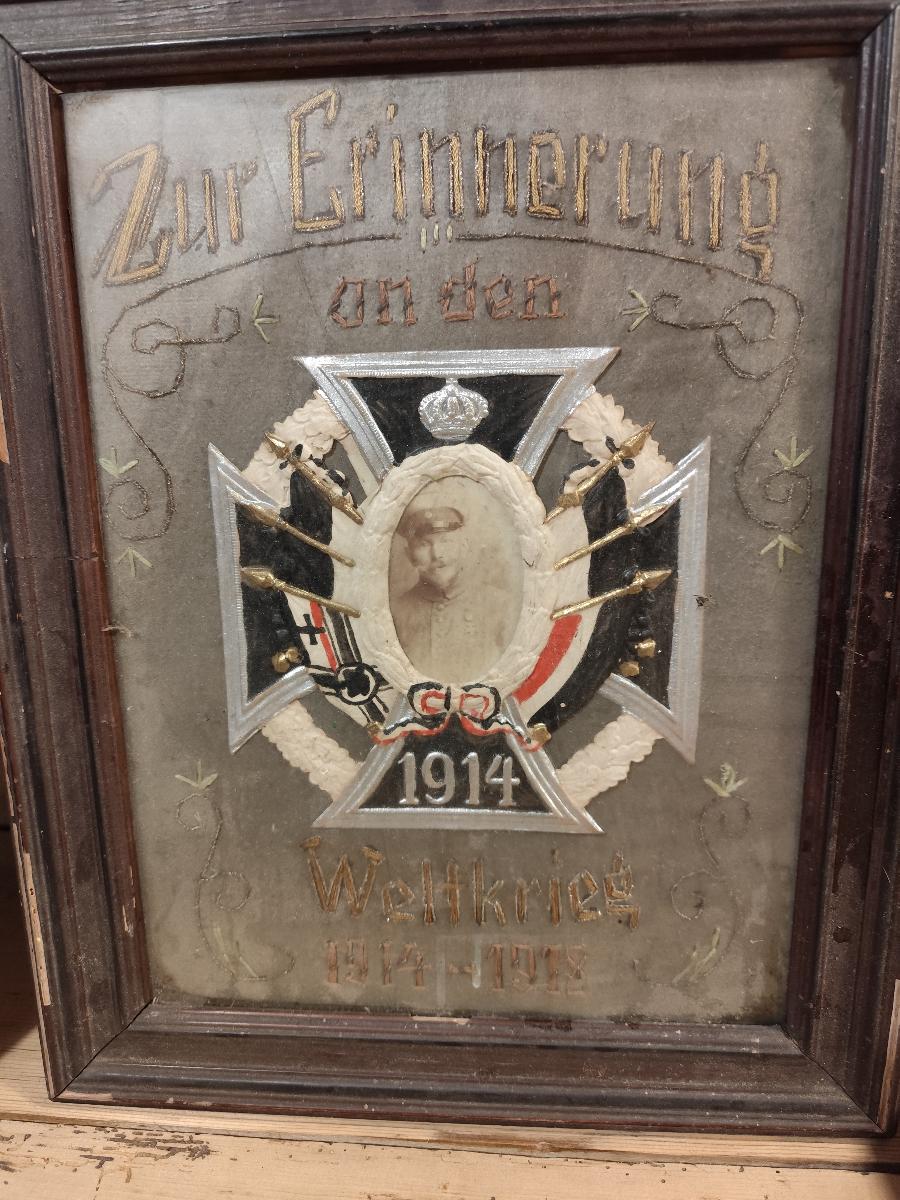 Zur Erinnerung
an den
1914
Weltkrieg
1914-1918